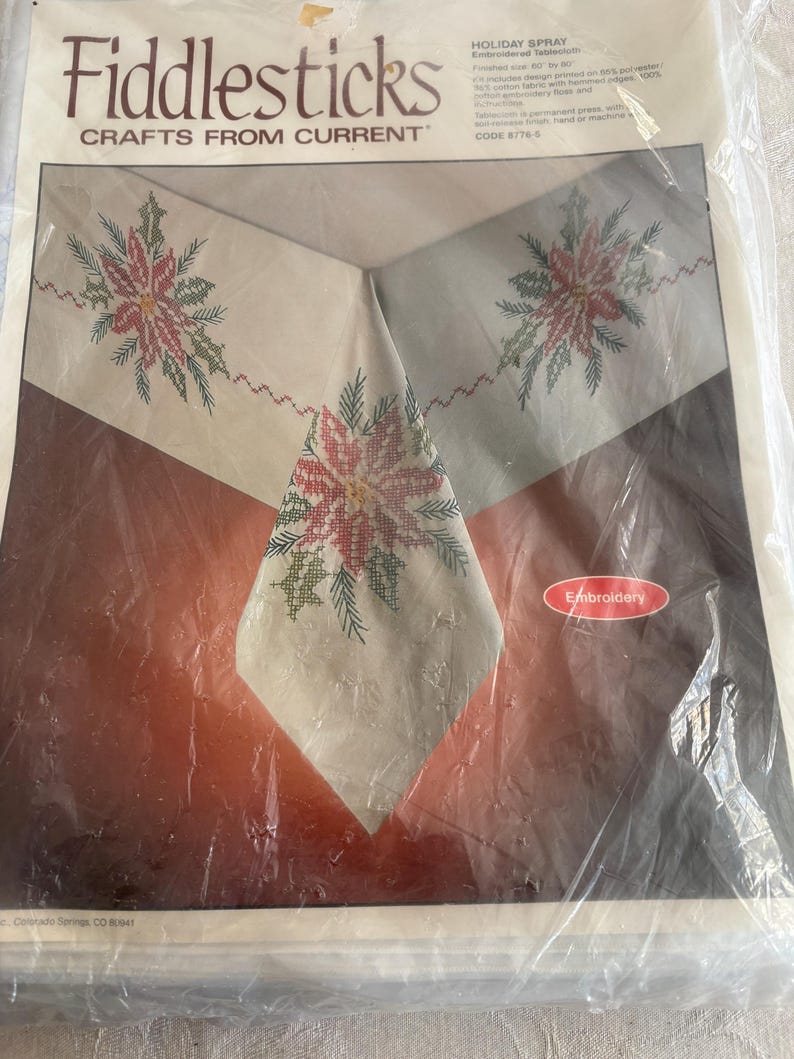 Fiddlesticks
CRAFTS FROM CURRENT®
HOLIDAY SPRAY
Embroidered Tablecloth
Finished size: 60" by 80"
Kit includes design printed on 65% polyester/
35% cotton fabric with hemmed edges, 100%
cotton embroidery floss and
instructions.
Tablecloth is permanent press, with
soil-release finish; hand or machine
CODE 8776-5
Embroidery
Colorado Springs, CO 80941